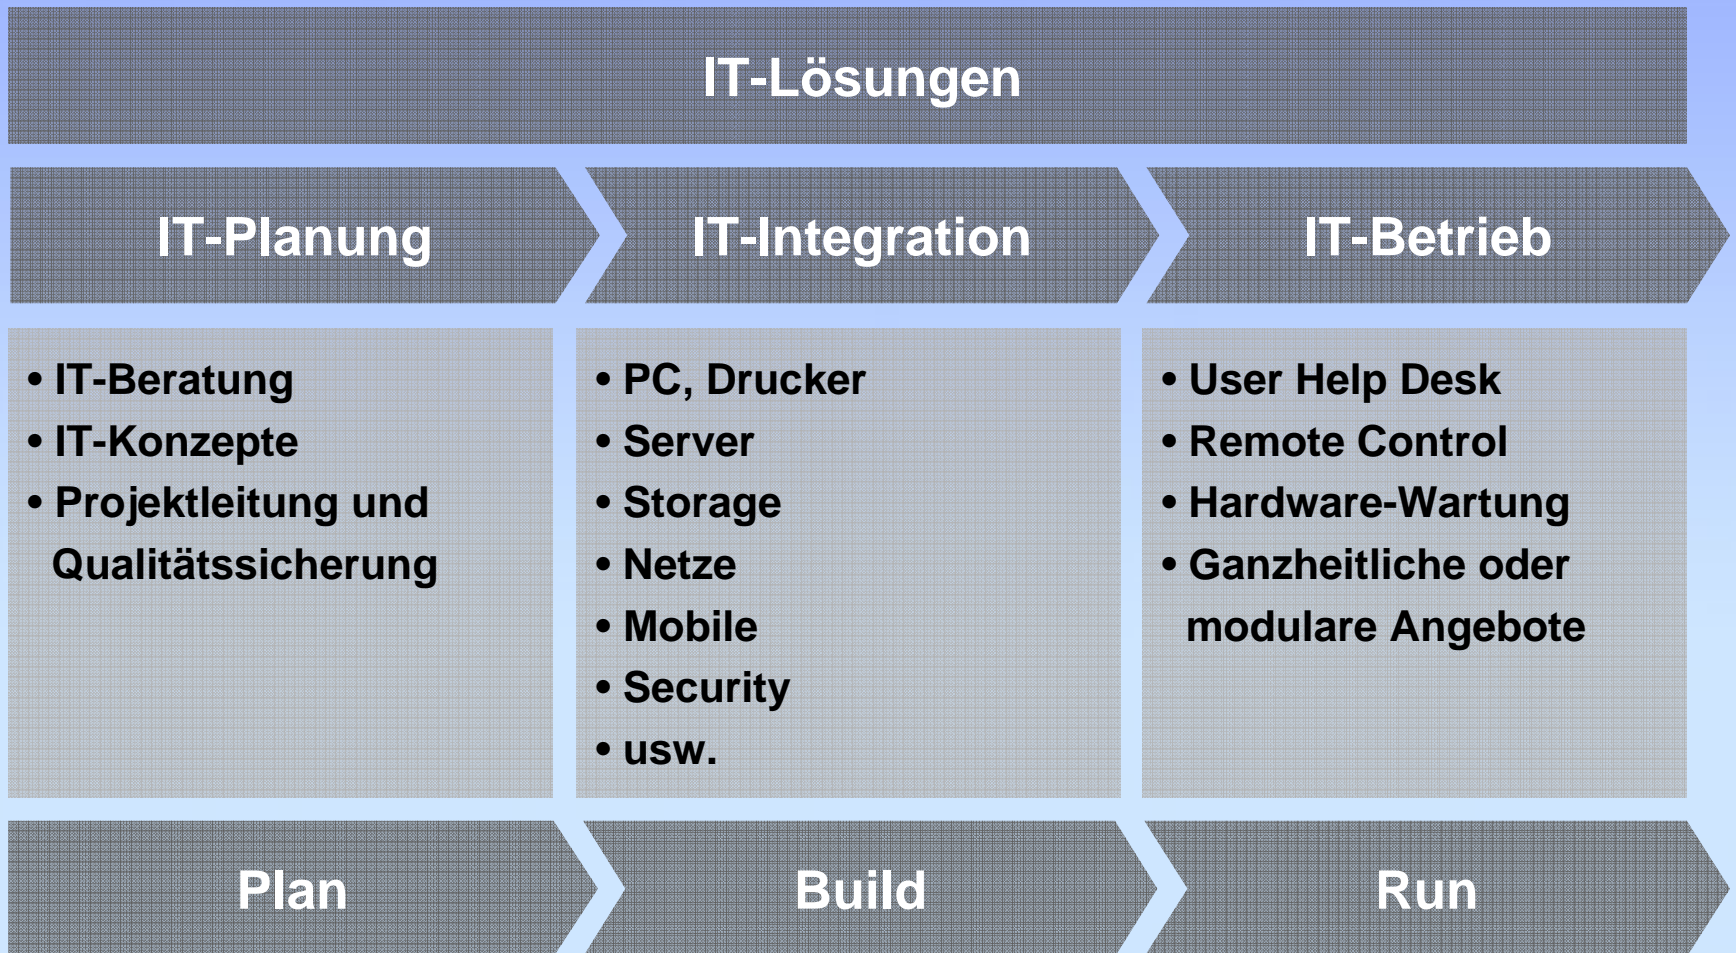 IT-Lösungen
IT-Planung
IT-Integration
IT-Betrieb
• IT-Beratung
• IT-Konzepte
• Projektleitung und
Qualitätssicherung
• PC, Drucker
• Server
• Storage
• Netze
• Mobile
• Security
• usw.
• User Help Desk
• Remote Control
• Hardware-Wartung
• Ganzheitliche oder
modulare Angebote
Plan
Build
Run